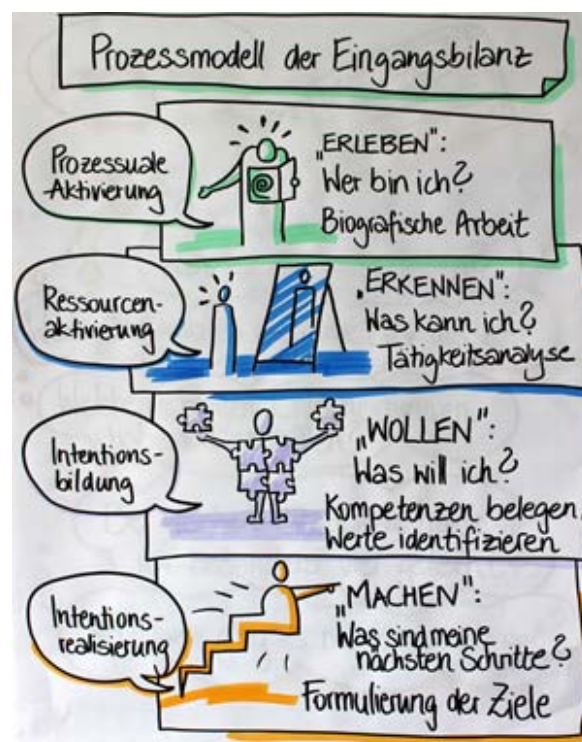 Prozessmodell der Eingangsbilanz
Prozessuale
-Aktivierung
„ERLEBEN":
Wer bin ich?
Biografische Arbeit
Ressourcen-
aktivierung
„ERKENNEN":
Was kann ich?
Tätigkeitsanalyse
Intentions-
bildung
„WOLLEN":
Was will ich?
Kompetenzen belegen,
Werte identifizieren
Intentions-
realisierung
„MACHEN":
Was sind meine
nächsten Schritte?
Formulierung der Ziele